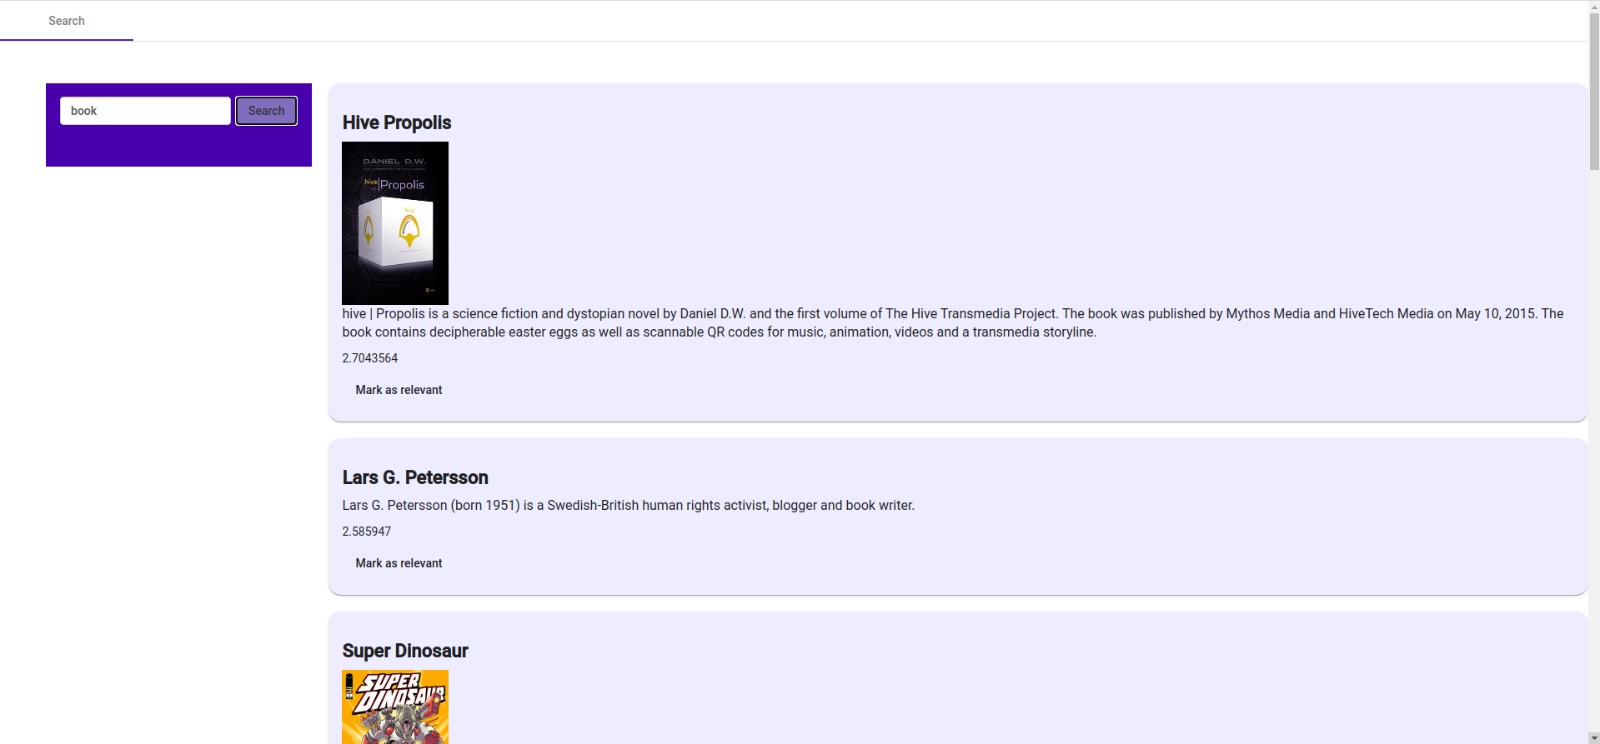 Search
book
Search
Hive Propolis
DANIEL D.W.
hive Propolis
hive | Propolis is a science fiction and dystopian novel by Daniel D.W. and the first volume of The Hive Transmedia Project. The book was published by Mythos Media and HiveTech Media on May 10, 2015. The
book contains decipherable easter eggs as well as scannable QR codes for music, animation, videos and a transmedia storyline.
2.7043564
Mark as relevant
Lars G. Petersson
Lars G. Petersson (born 1951) is a Swedish-British human rights activist, blogger and book writer.
2.585947
Mark as relevant
Super Dinosaur
SUPER
DINOSAUR